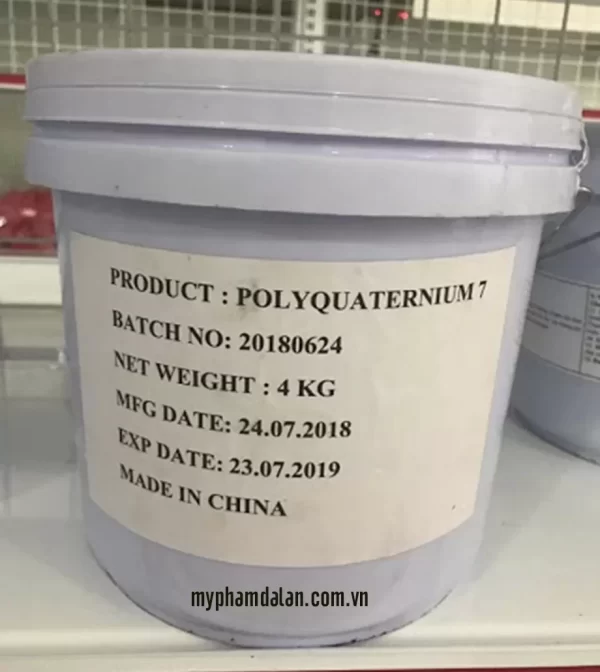 PRODUCT : POLYQUATERNIUM 7
BATCH NO: 20180624
NET WEIGHT : 4 KG
MFG DATE: 24.07.2018
EXP DATE: 23.07.2019
MADE IN CHINA
myphamdalan.com.vn